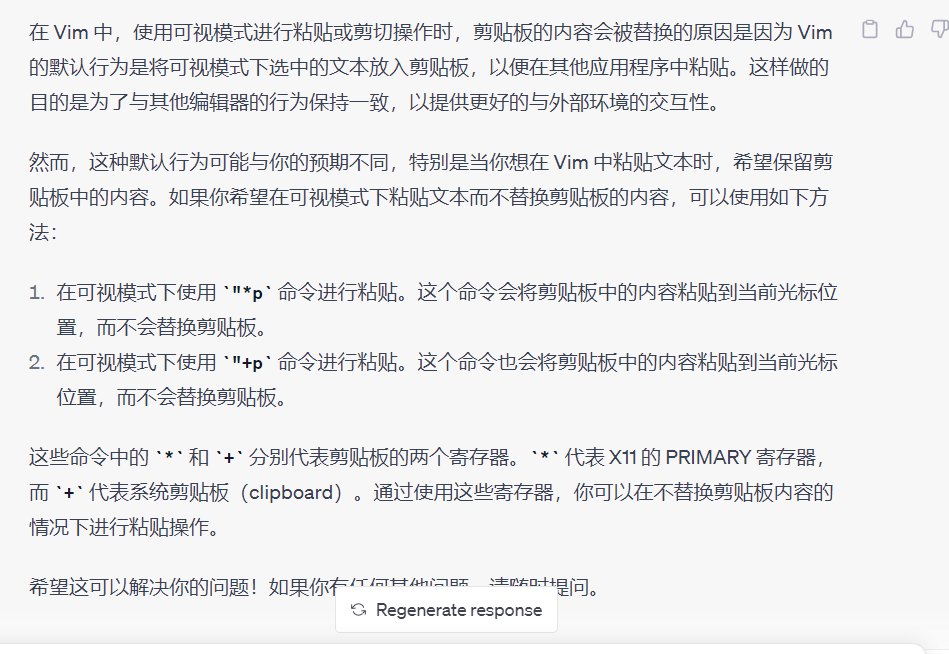 在 Vim 中，使用可视模式进行粘贴或剪切操作时，剪贴板的内容会被替换的原因是因为 Vim
的默认行为是将可视模式下选中的文本放入剪贴板，以便在其他应用程序中粘贴。这样做的
目的是为了与其他编辑器的行为保持一致，以提供更好的与外部环境的交互性。
然而，这种默认行为可能与你的预期不同，特别是当你想在 Vim 中粘贴文本时，希望保留剪
贴板中的内容。如果你希望在可视模式下粘贴文本而不替换剪贴板的内容，可以使用如下方
法：
1. 在可视模式下使用 `"*p` 命令进行粘贴。这个命令会将剪贴板中的内容粘贴到当前光标位
置，而不会替换剪贴板。
2. 在可视模式下使用 `"+p` 命令进行粘贴。这个命令也会将剪贴板中的内容粘贴到当前光标
位置，而不会替换剪贴板。
这些命令中的 `*` 和 `+` 分别代表剪贴板的两个寄存器。`*` 代表 X11 的 PRIMARY 寄存器，
而 `+` 代表系统剪贴板（clipboard）。通过使用这些寄存器，你可以在不替换剪贴板内容的
情况下进行粘贴操作。
希望这可以解决你的问题！如果你有任何其他问题，请随时提问。
Regenerate response